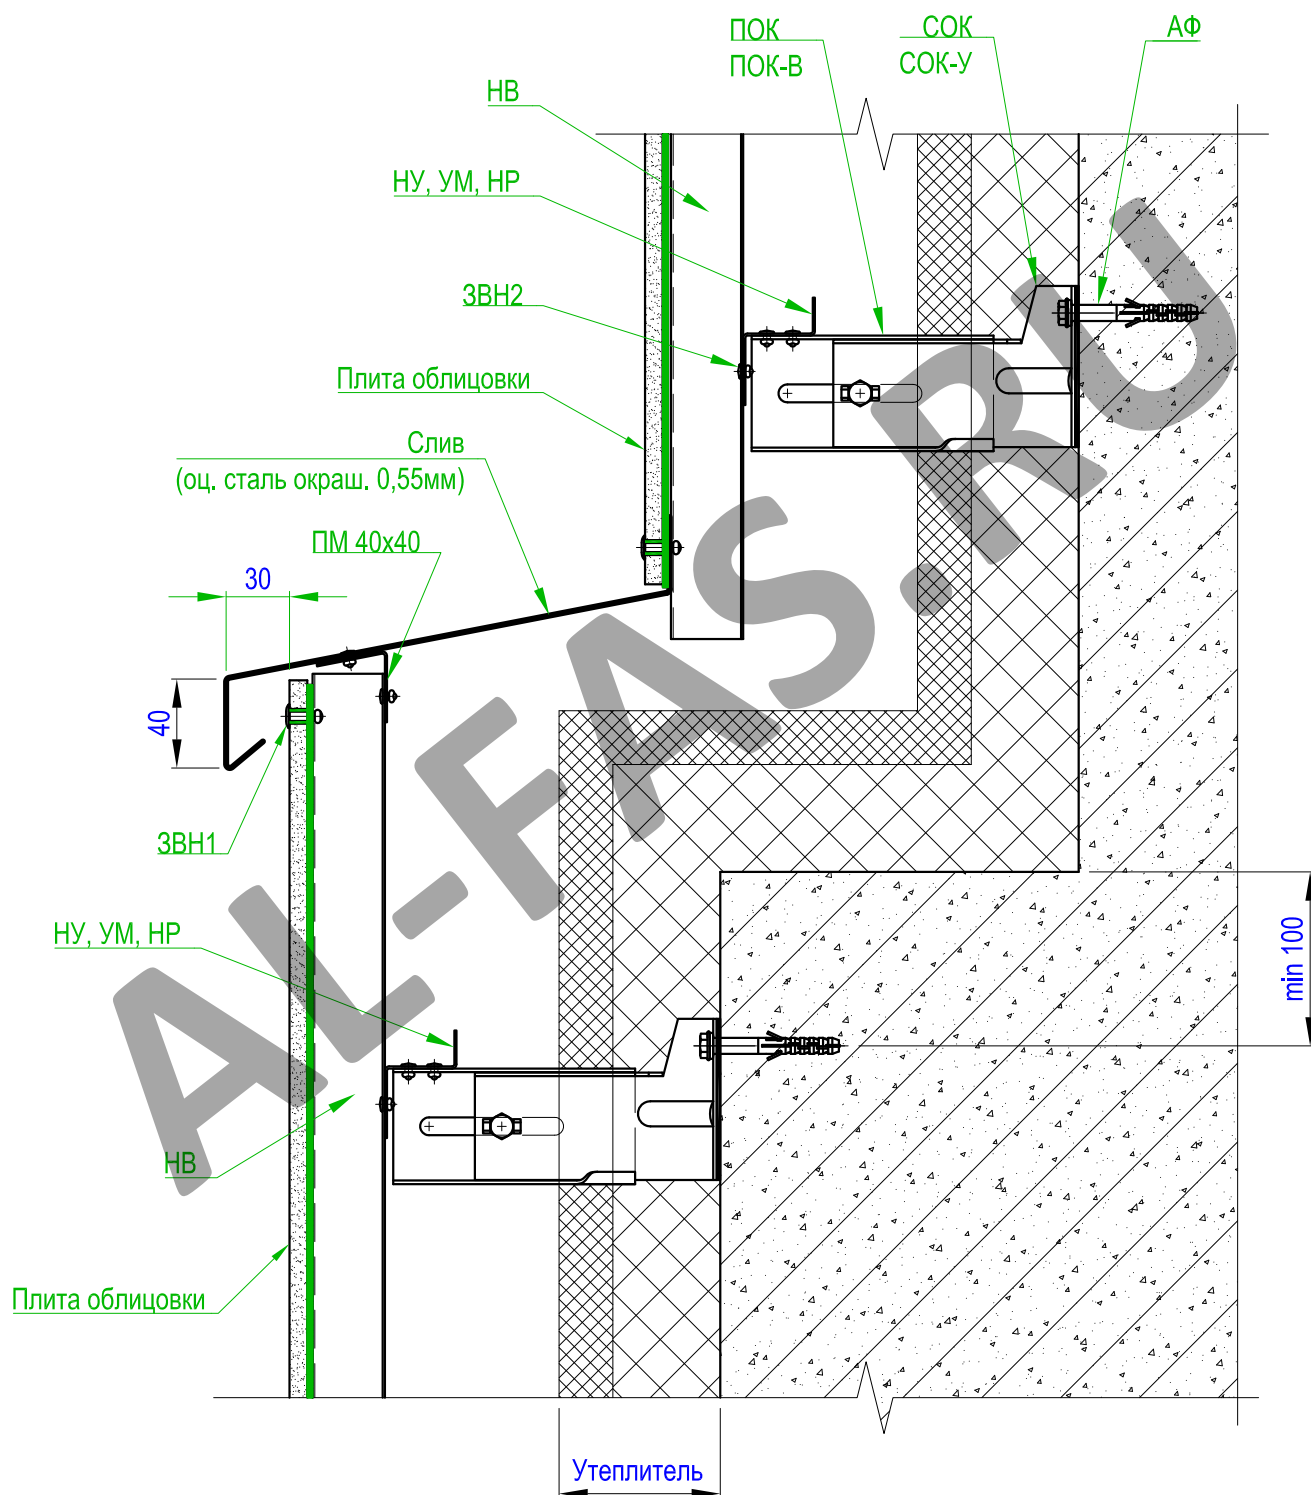 ПОК
ПОК-В
СОК
СОК-У
АФ
НВ
НУ, УМ, НР
ЗВН2
Плита облицовки
Слив
(оц. сталь окраш. 0,55мм)
ПМ 40х40
30
40
ЗВН1
НУ, УМ, НР
min 100
НВ
Плита облицовки
Утеплитель
AL-FAS.RU